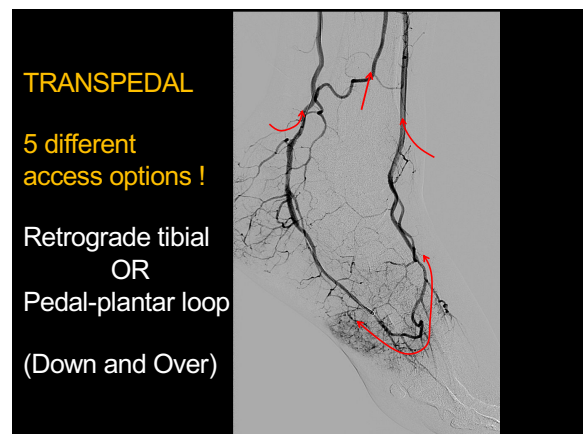 TRANSPEDAL
5 different
access options !
Retrograde tibial
OR
Pedal-plantar loop
(Down and Over)